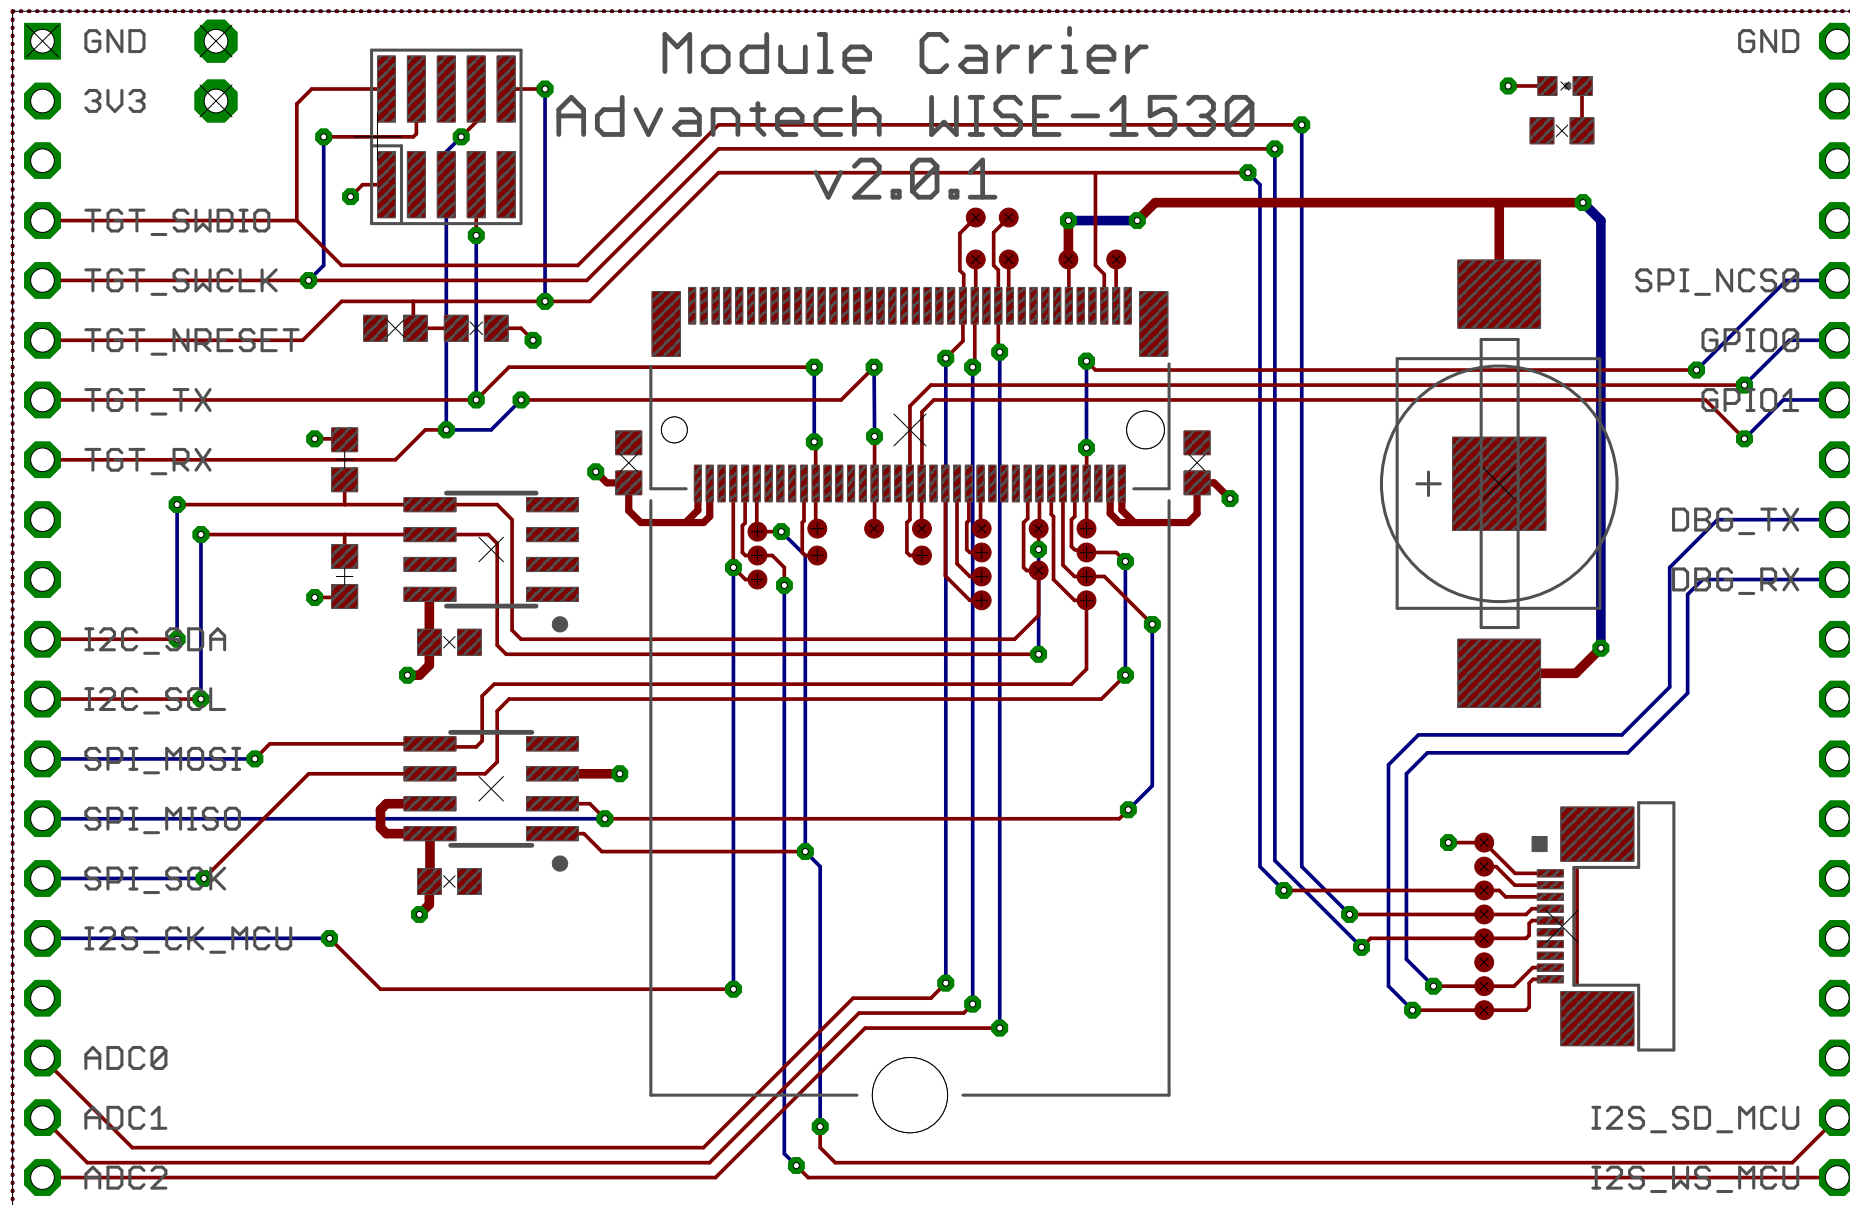 Module Carrier
Advantech WISE-1530
v2.0.1
GND
3V3
TGT_SWDIO
TGT_SWCLK
TGT_NRESET
TGT_TX
TGT_RX
I2C_SDA
I2C_SCL
SPI_MOSI
SPI_MISO
SPI_SCK
I2S_CK_MCU
ADC0
ADC1
ADC2
GND
SPI_NCS0
GPIO0
GPIO1
DBG_TX
DBG_RX
I2S_SD_MCU
I2S_WS_MCU
+